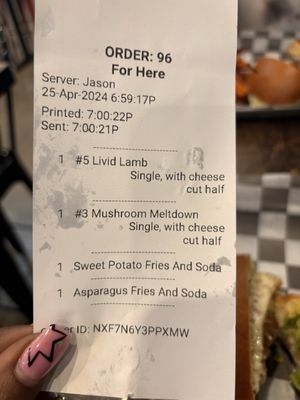 ORDER: 96
For Here
Server: Jason
25-Apr-2024 6:59:17P
Printed: 7:00:22P
Sent: 7:00:21P
1 #5 Livid Lamb
Single, with cheese
cut half
1 #3 Mushroom Meltdown
Single, with cheese
cut half
1 Sweet Potato Fries And Soda
1 Asparagus Fries And Soda
ID: NXF7N6Y3PPXMW